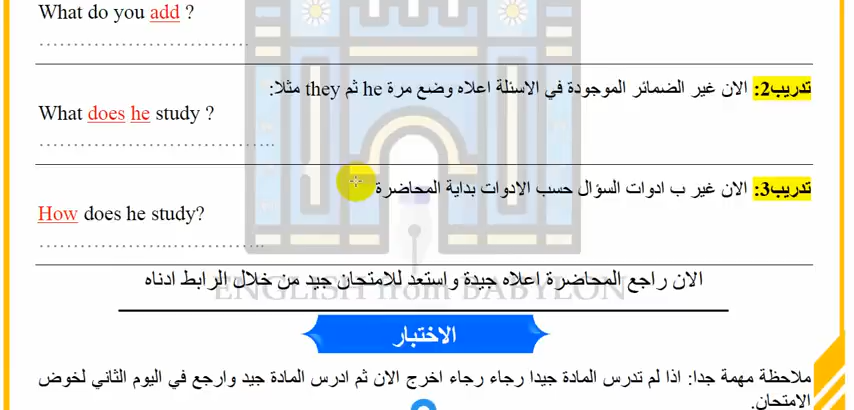 What do you add ?
................................
تدريب2: الان غير الضمائر الموجودة في الاسئلة اعلاه وضع مرة he ثم they مثلا:
What does he study ?
....................................
تدريب3: الان غير ب ادوات السؤال حسب الادوات بداية المحاضرة
How does he study?
..................................
الان راجع المحاضرة اعلاه جيدة واستعد للامتحان جيد من خلال الرابط ادناه
ENGLISH from BABYLON
الاختبار
ملاحظة مهمة جدا: اذا لم تدرس المادة جيدا رجاء رجاء اخرج الان ثم ادرس المادة جيد وارجع في اليوم الثاني لخوض
الامتحان.